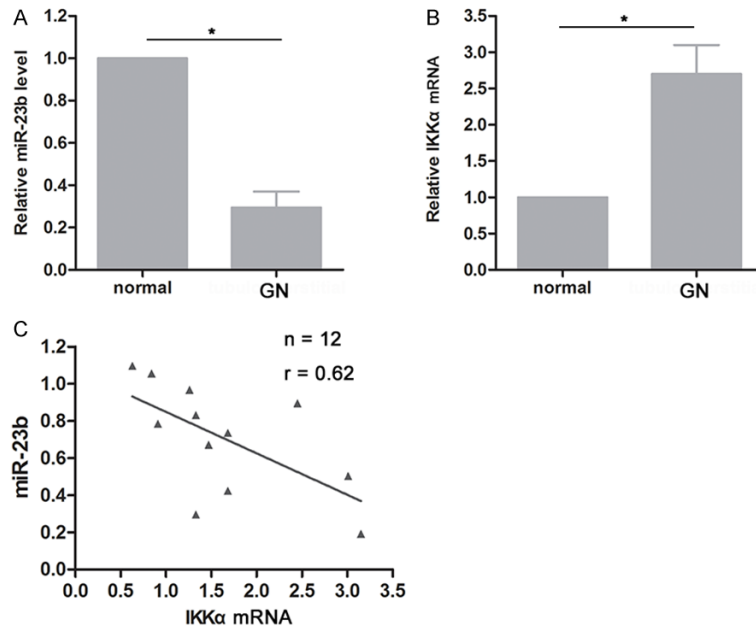 A
Relative miR-23b level
1.2
1.0
0.8
0.6
0.4
0.2
0.0
*
normal
GN
B
Relative IKKα mRNA
3.5
3.0
2.5
2.0
1.5
1.0
0.5
0.0
*
normal
GN
C
miR-23b
1.2
1.0
0.8
0.6
0.4
0.2
0.0
n = 12
r = 0.62
0.0 0.5 1.0 1.5 2.0 2.5 3.0 3.5
IKKα mRNA